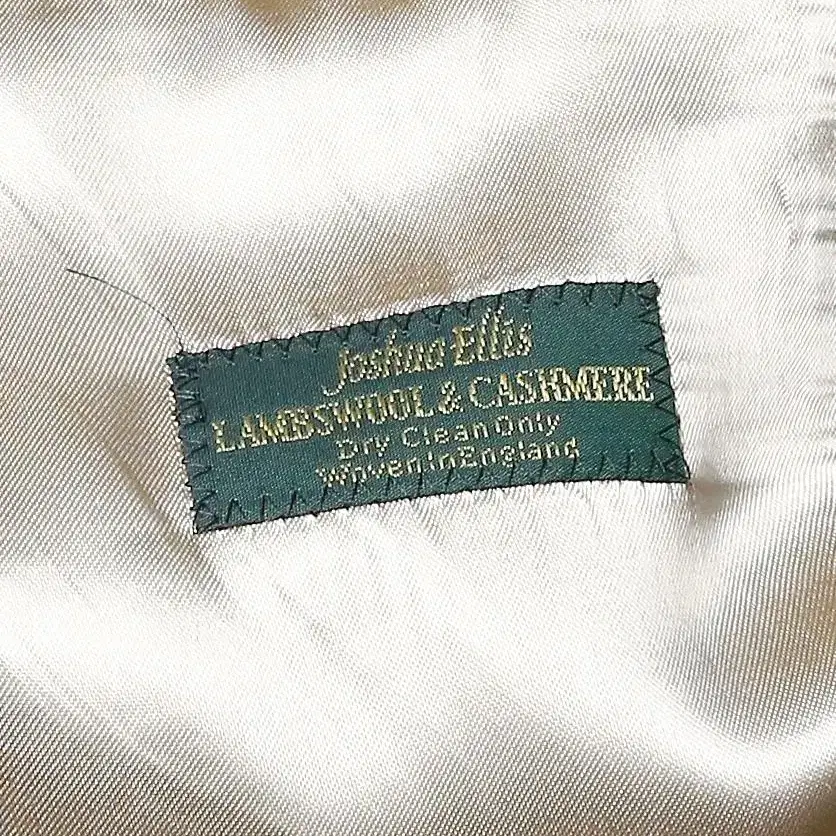 Joshua Ellis
LAMBSWOOL & CASHMERE
Dry Clean Only
Woven in England